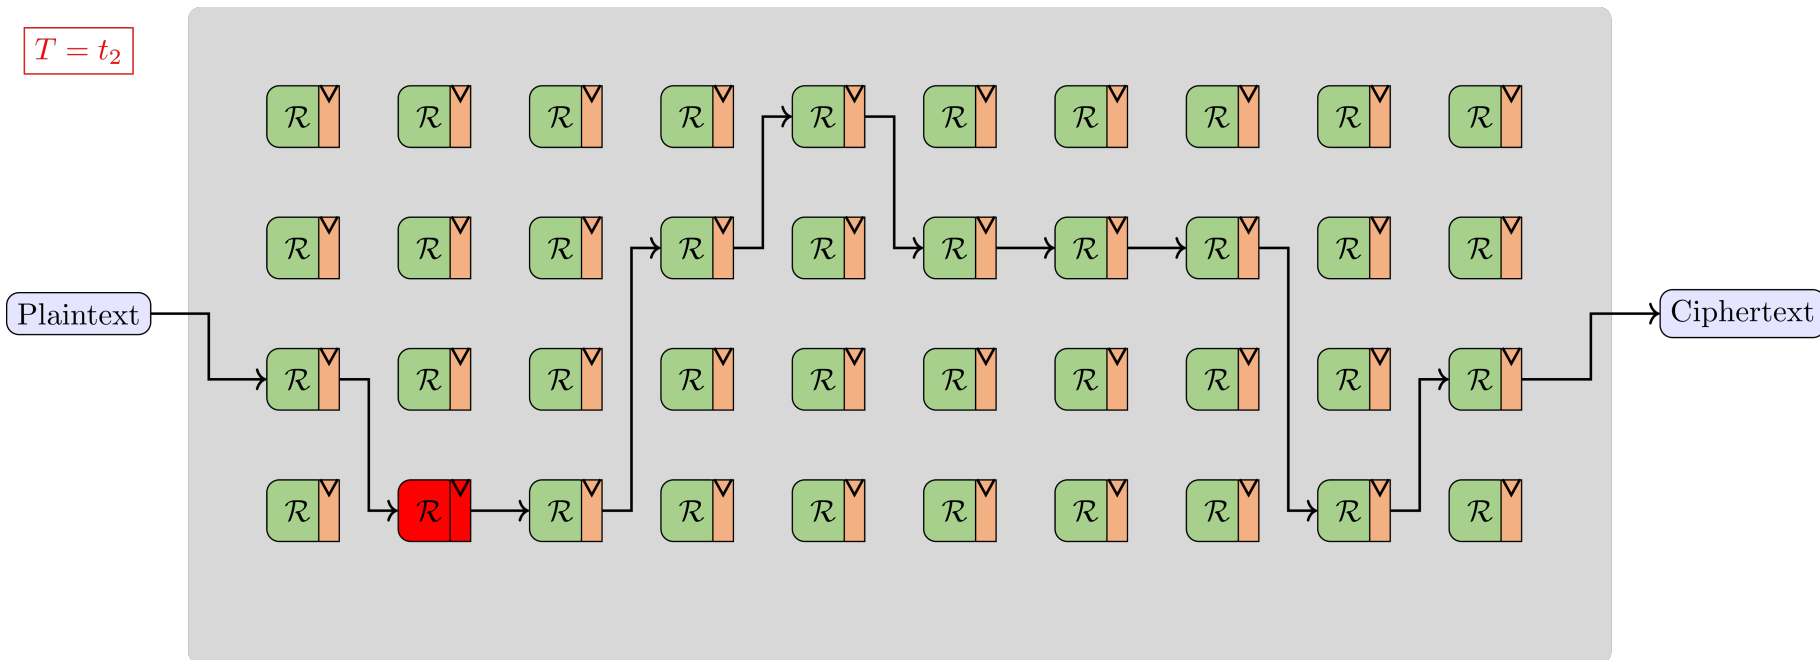 T = t₂
ℛ ℛ ℛ ℛ ℛ ℛ ℛ ℛ ℛ ℛ
ℛ ℛ ℛ ℛ ℛ ℛ ℛ ℛ ℛ ℛ
Plaintext
Ciphertext
ℛ ℛ ℛ ℛ ℛ ℛ ℛ ℛ ℛ ℛ
ℛ ℛ ℛ ℛ ℛ ℛ ℛ ℛ ℛ ℛ